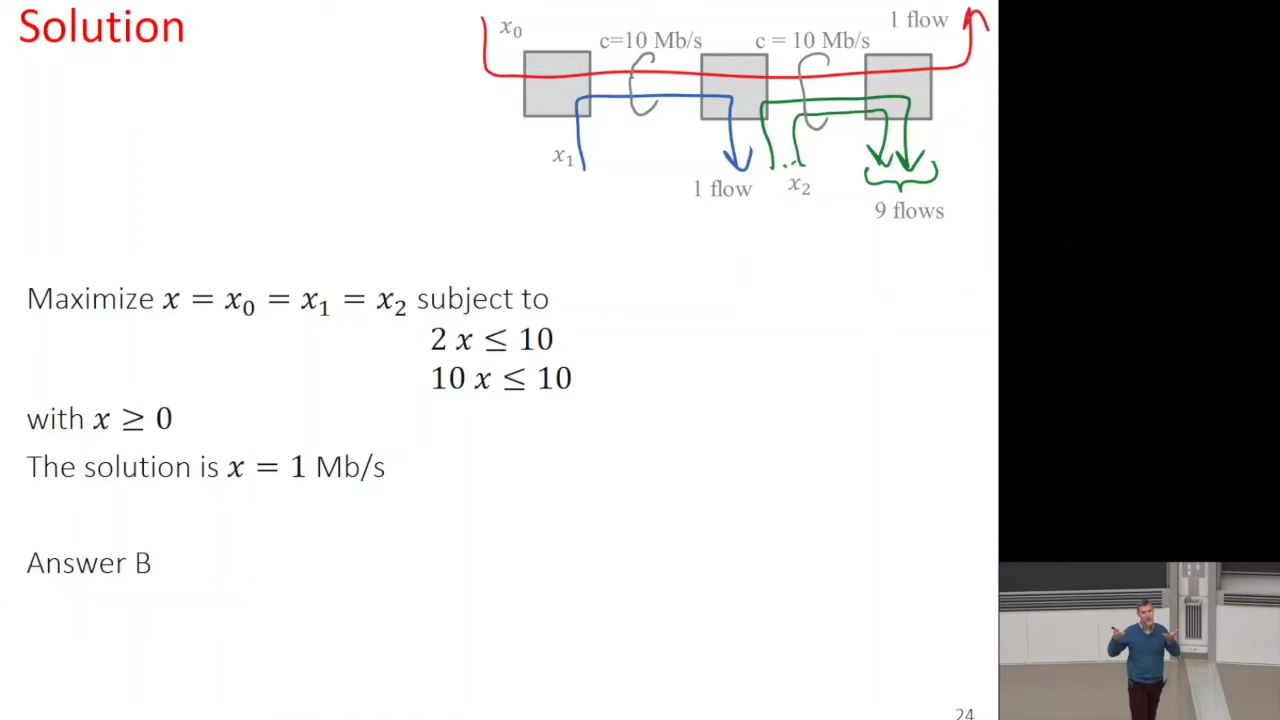 Solution
x₀
c=10 Mb/s
c = 10 Mb/s
1 flow
x₁
1 flow
x₂
9 flows
Maximize x = x₀ = x₁ = x₂ subject to
2 x ≤ 10
10 x ≤ 10
with x ≥ 0
The solution is x = 1 Mb/s
Answer B
24